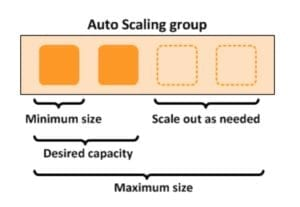 Auto Scaling group
Minimum size
Scale out as needed
Desired capacity
Maximum size